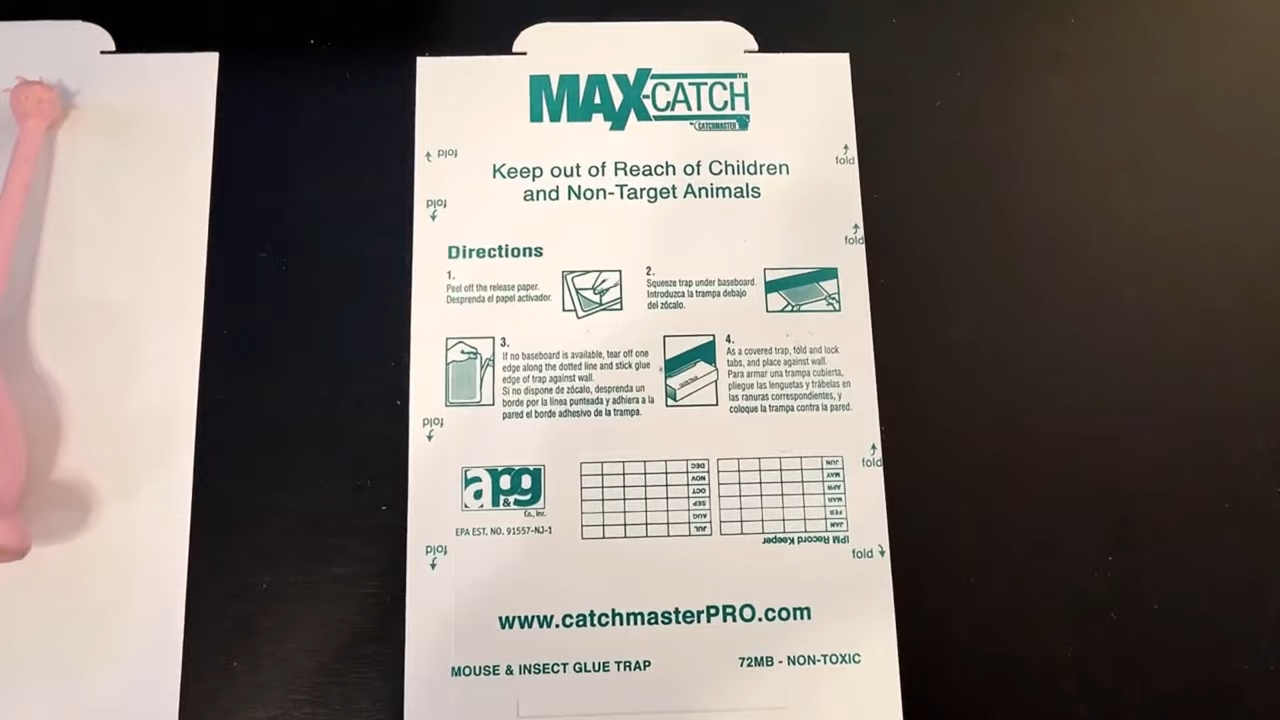 MAX-CATCH™
CATCHMASTER
fold
fold
Keep out of Reach of Children
and Non-Target Animals
fold
fold
Directions
1.
Peel off the release paper.
Desprenda el papel activador.
2.
Squeeze trap under baseboard.
Introduzca la trampa debajo
del zócalo.
3.
If no baseboard is available, tear off one
edge along the dotted line and stick glue
edge of trap against wall.
Si no dispone de zócalo, desprenda un
borde por la línea punteada y adhiera a la
pared el borde adhesivo de la trampa.
4.
As a covered trap, fold and lock
tabs, and place against wall.
Para armar una trampa cubierta,
pliegue las lenguetas y trábelas en
las ranuras correspondientes, y
coloque la trampa contra la pared.
fold
fold
ap&g
Co., Inc.
EPA EST. NO. 91557-NJ-1
DEC
NOV
OCT
SEP
AUG
JUL
JUN
MAY
APR
MAR
FEB
JAN
IPM Record Keeper
fold
fold
www.catchmasterPRO.com
MOUSE & INSECT GLUE TRAP
72MB - NON-TOXIC